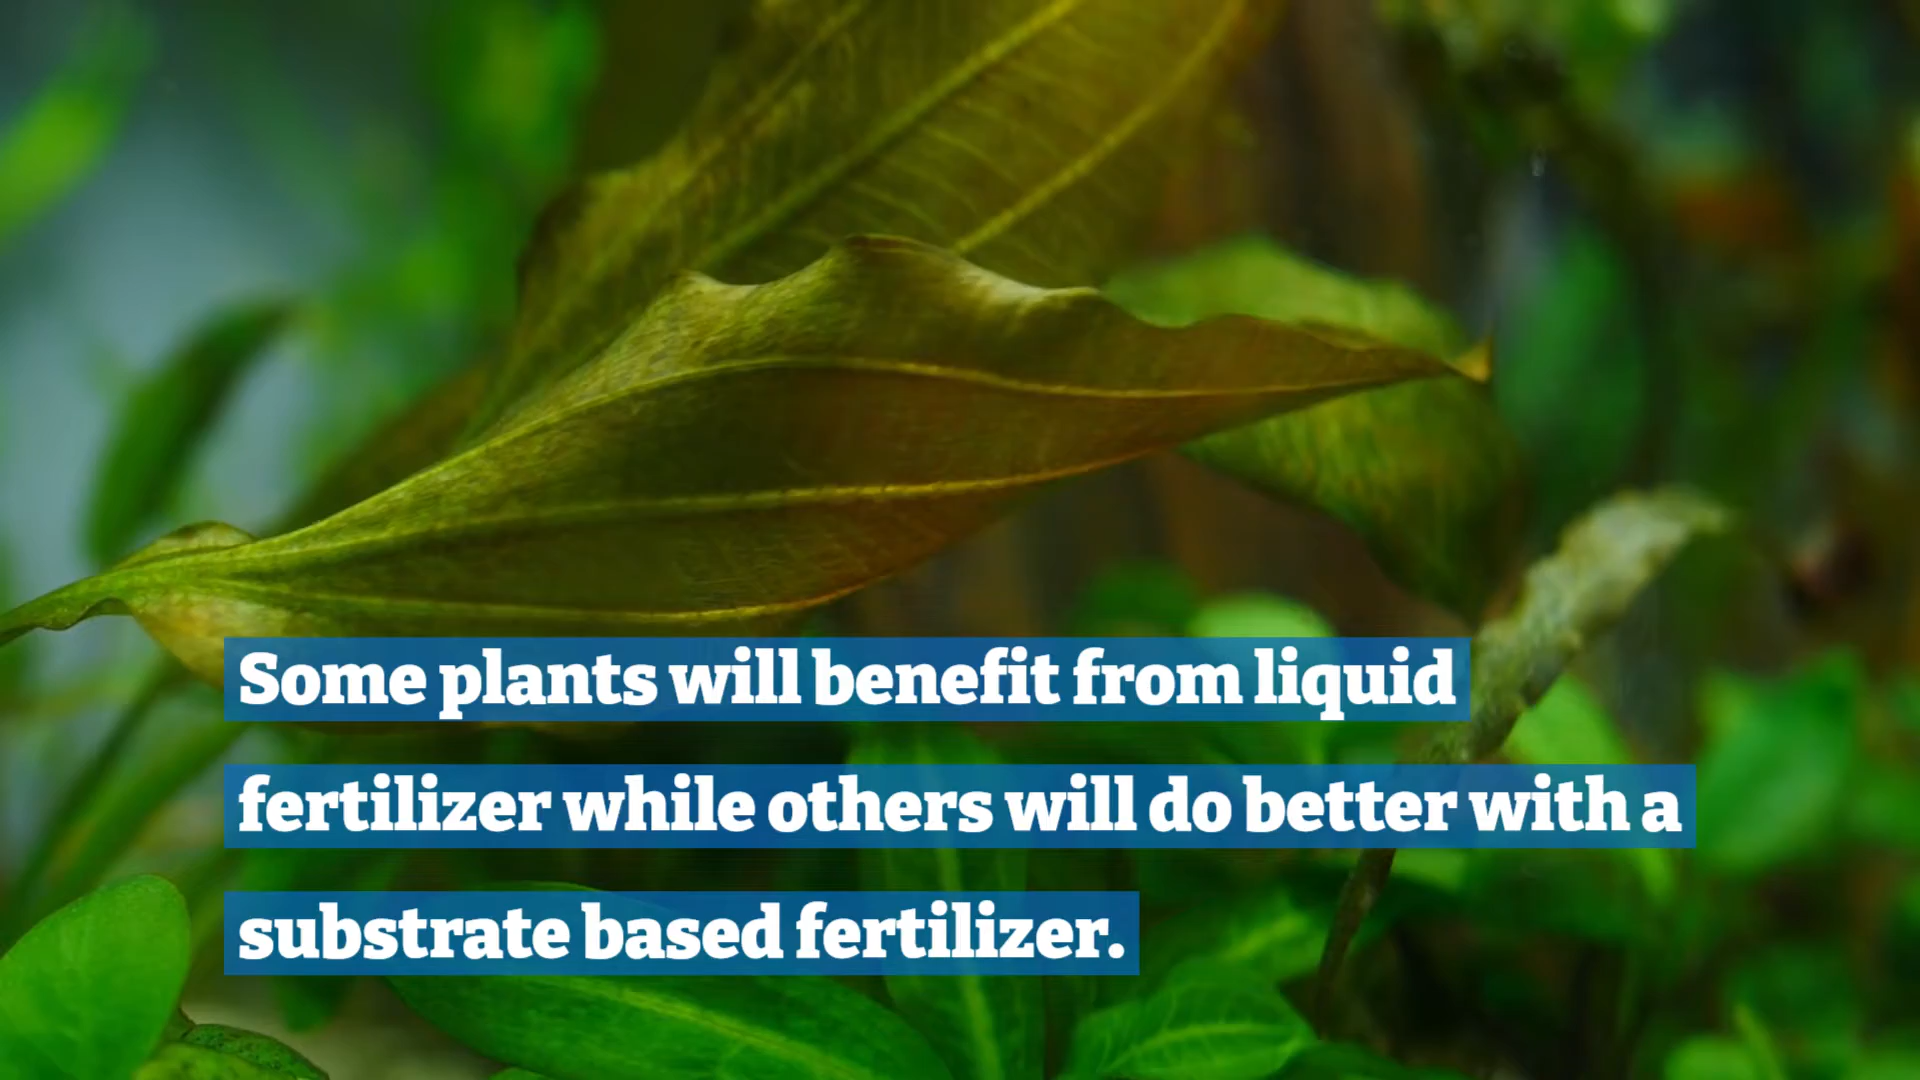 Some plants will benefit from liquid
fertilizer while others will do better with a
substrate based fertilizer.